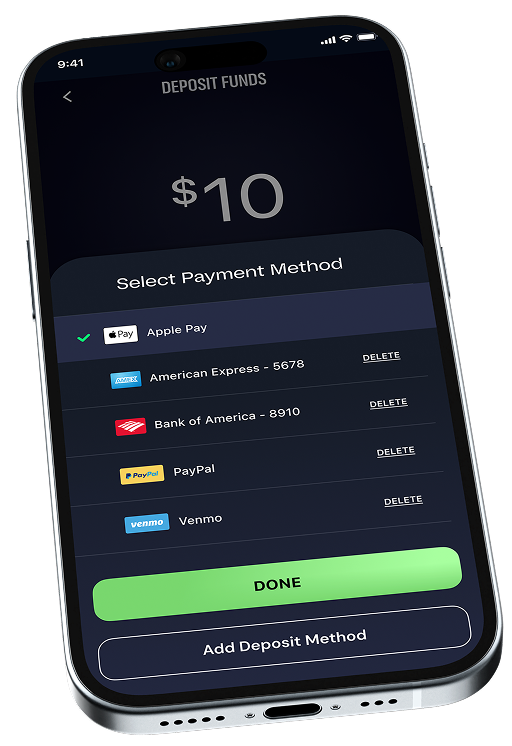 9:41
DEPOSIT FUNDS
$10
Select Payment Method
Pay Apple Pay
AMEX American Express - 5678 DELETE
Bank of America - 8910 DELETE
PayPal PayPal DELETE
venmo Venmo DELETE
DONE
Add Deposit Method